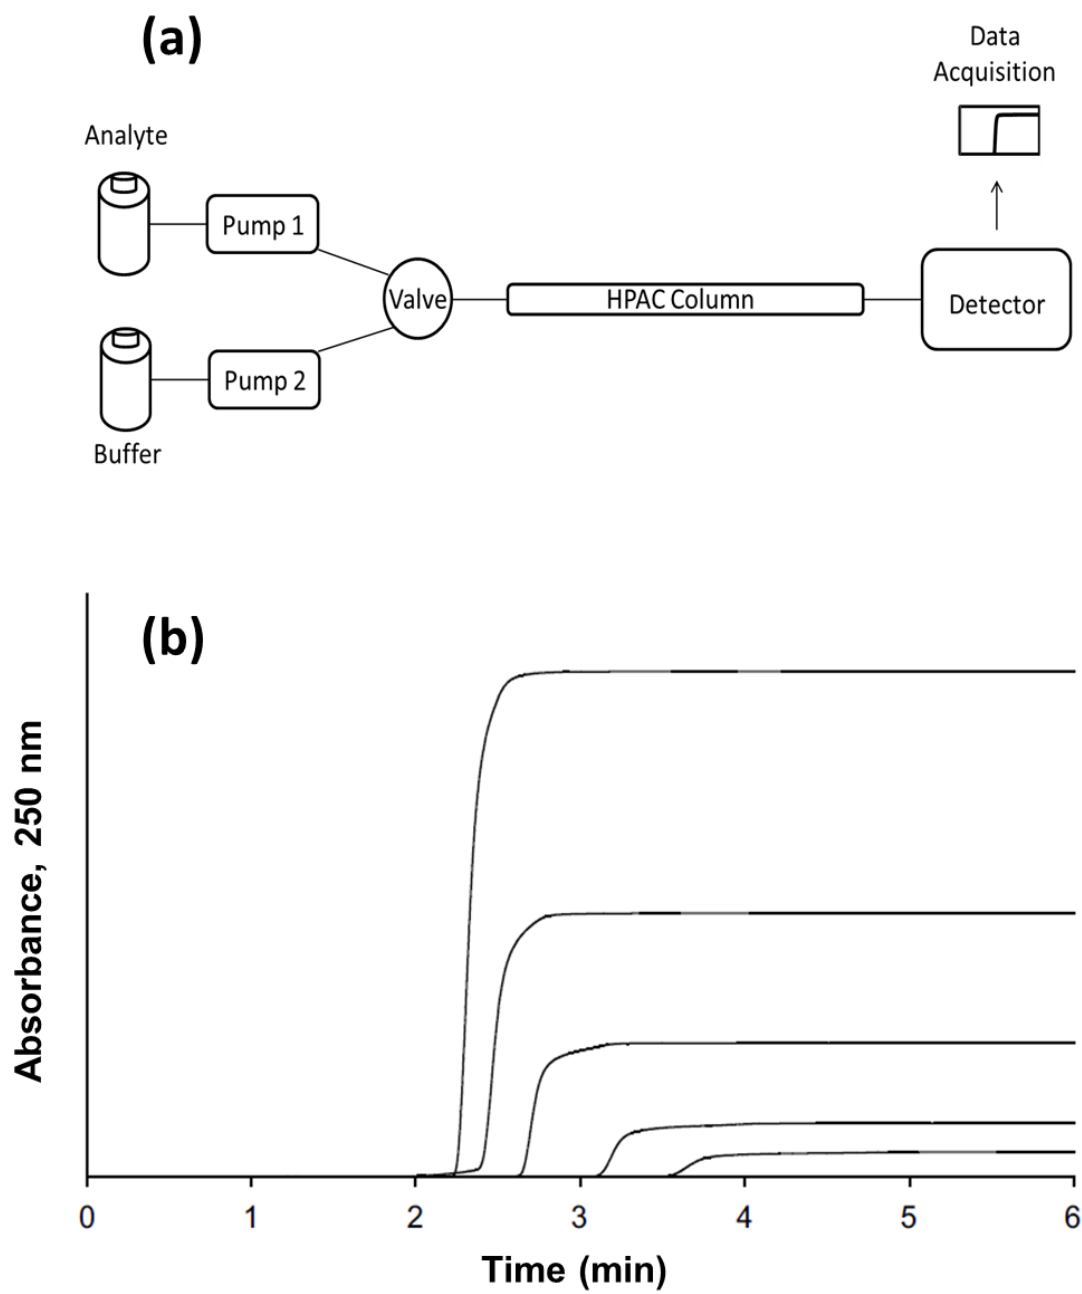 (a)
Data
Acquisition
Analyte
Pump 1
Valve
HPAC Column
Detector
Pump 2
Buffer
(b)
Absorbance, 250 nm
0 1 2 3 4 5 6
Time (min)